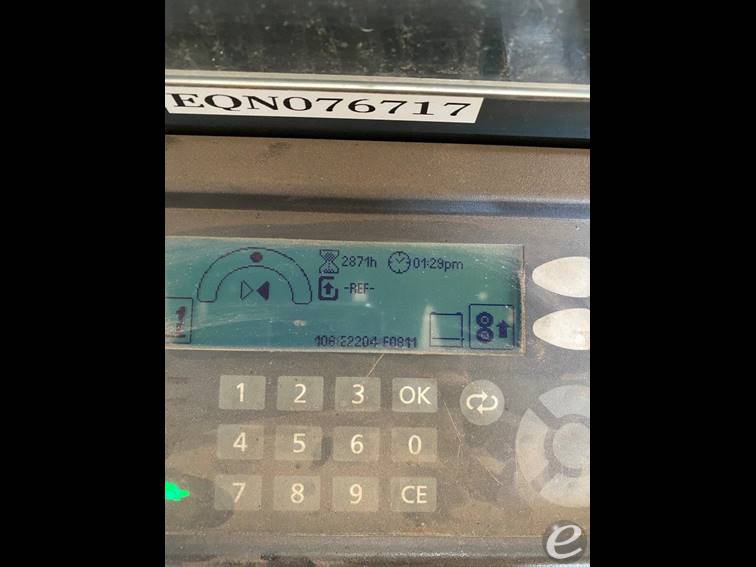 EQN076717
2871h 01:29pm
-REF-
1 2 3 OK
4 5 6 0
7 8 9 CE
e